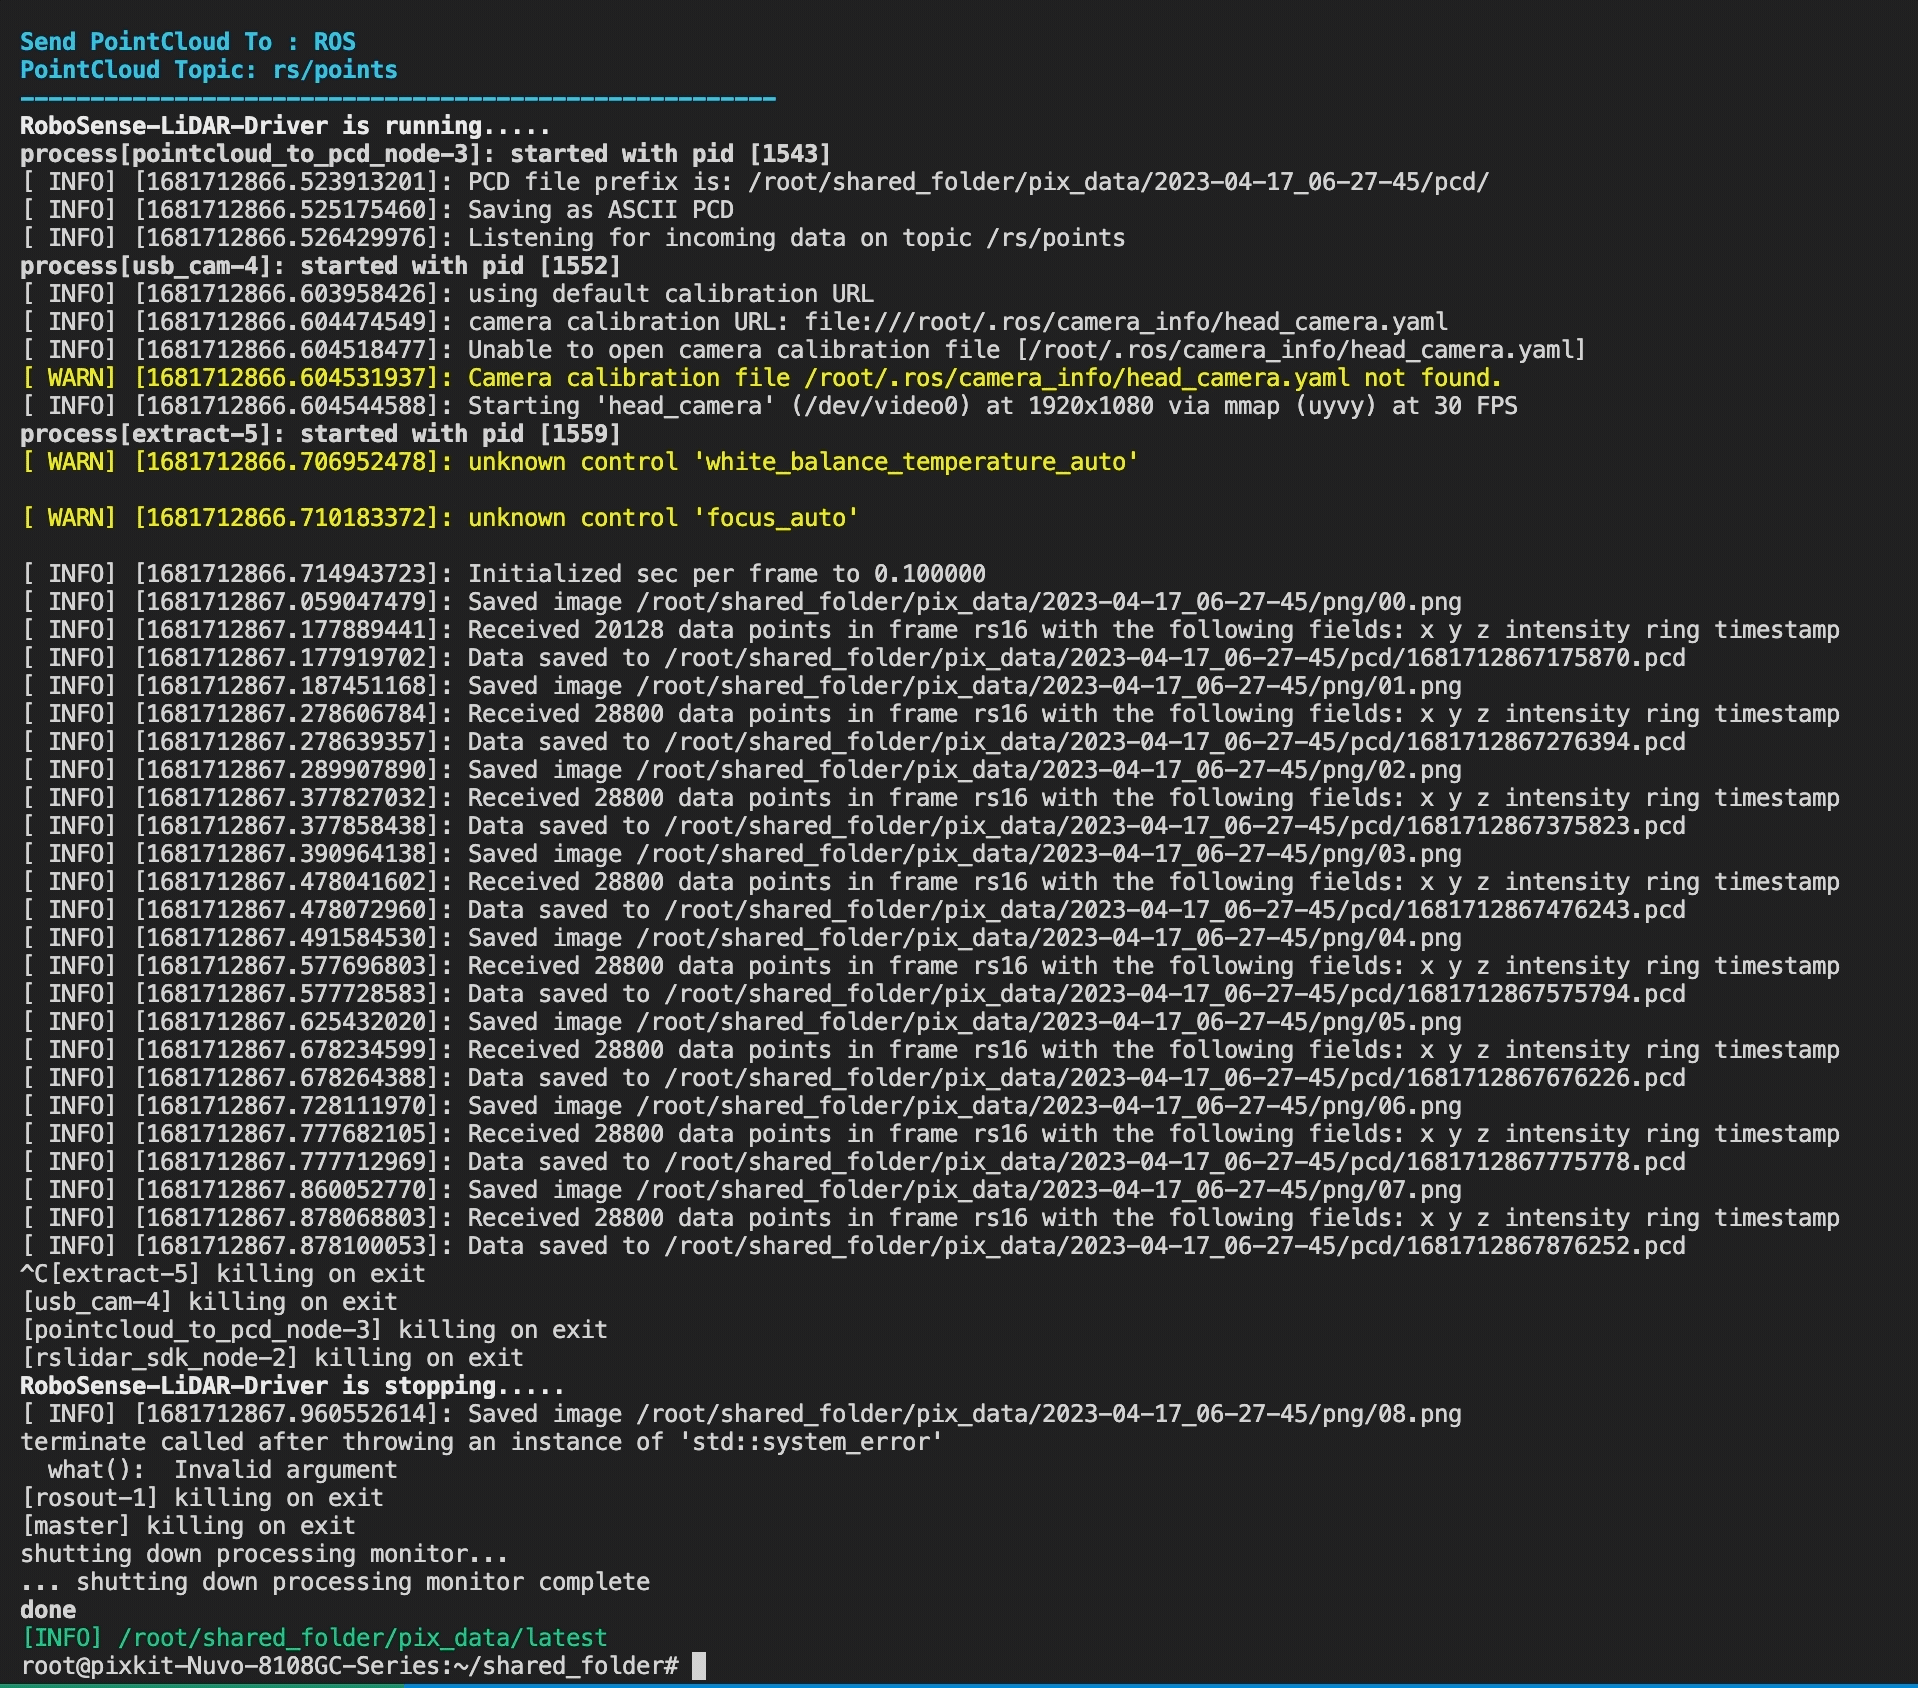 Send PointCloud To : ROS
PointCloud Topic: rs/points
------------------------------------------------------
RoboSense-LiDAR-Driver is running.....
process[pointcloud_to_pcd_node-3]: started with pid [1543]
[ INFO] [1681712866.523913201]: PCD file prefix is: /root/shared_folder/pix_data/2023-04-17_06-27-45/pcd/
[ INFO] [1681712866.525175460]: Saving as ASCII PCD
[ INFO] [1681712866.526429976]: Listening for incoming data on topic /rs/points
process[usb_cam-4]: started with pid [1552]
[ INFO] [1681712866.603958426]: using default calibration URL
[ INFO] [1681712866.604474549]: camera calibration URL: file:///root/.ros/camera_info/head_camera.yaml
[ INFO] [1681712866.604518477]: Unable to open camera calibration file [/root/.ros/camera_info/head_camera.yaml]
[ WARN] [1681712866.604531937]: Camera calibration file /root/.ros/camera_info/head_camera.yaml not found.
[ INFO] [1681712866.604544588]: Starting 'head_camera' (/dev/video0) at 1920x1080 via mmap (uyvy) at 30 FPS
process[extract-5]: started with pid [1559]
[ WARN] [1681712866.706952478]: unknown control 'white_balance_temperature_auto'
[ WARN] [1681712866.710183372]: unknown control 'focus_auto'
[ INFO] [1681712866.714943723]: Initialized sec per frame to 0.100000
[ INFO] [1681712867.059047479]: Saved image /root/shared_folder/pix_data/2023-04-17_06-27-45/png/00.png
[ INFO] [1681712867.177889441]: Received 20128 data points in frame rs16 with the following fields: x y z intensity ring timestamp
[ INFO] [1681712867.177919702]: Data saved to /root/shared_folder/pix_data/2023-04-17_06-27-45/pcd/1681712867175870.pcd
[ INFO] [1681712867.187451168]: Saved image /root/shared_folder/pix_data/2023-04-17_06-27-45/png/01.png
[ INFO] [1681712867.278606784]: Received 28800 data points in frame rs16 with the following fields: x y z intensity ring timestamp
[ INFO] [1681712867.278639357]: Data saved to /root/shared_folder/pix_data/2023-04-17_06-27-45/pcd/1681712867276394.pcd
[ INFO] [1681712867.289907890]: Saved image /root/shared_folder/pix_data/2023-04-17_06-27-45/png/02.png
[ INFO] [1681712867.377827032]: Received 28800 data points in frame rs16 with the following fields: x y z intensity ring timestamp
[ INFO] [1681712867.377858438]: Data saved to /root/shared_folder/pix_data/2023-04-17_06-27-45/pcd/1681712867375823.pcd
[ INFO] [1681712867.390964138]: Saved image /root/shared_folder/pix_data/2023-04-17_06-27-45/png/03.png
[ INFO] [1681712867.478041602]: Received 28800 data points in frame rs16 with the following fields: x y z intensity ring timestamp
[ INFO] [1681712867.478072960]: Data saved to /root/shared_folder/pix_data/2023-04-17_06-27-45/pcd/1681712867476243.pcd
[ INFO] [1681712867.491584530]: Saved image /root/shared_folder/pix_data/2023-04-17_06-27-45/png/04.png
[ INFO] [1681712867.577696803]: Received 28800 data points in frame rs16 with the following fields: x y z intensity ring timestamp
[ INFO] [1681712867.577728583]: Data saved to /root/shared_folder/pix_data/2023-04-17_06-27-45/pcd/1681712867575794.pcd
[ INFO] [1681712867.625432020]: Saved image /root/shared_folder/pix_data/2023-04-17_06-27-45/png/05.png
[ INFO] [1681712867.678234599]: Received 28800 data points in frame rs16 with the following fields: x y z intensity ring timestamp
[ INFO] [1681712867.678264388]: Data saved to /root/shared_folder/pix_data/2023-04-17_06-27-45/pcd/1681712867676226.pcd
[ INFO] [1681712867.728111970]: Saved image /root/shared_folder/pix_data/2023-04-17_06-27-45/png/06.png
[ INFO] [1681712867.777682105]: Received 28800 data points in frame rs16 with the following fields: x y z intensity ring timestamp
[ INFO] [1681712867.777712969]: Data saved to /root/shared_folder/pix_data/2023-04-17_06-27-45/pcd/1681712867775778.pcd
[ INFO] [1681712867.860052770]: Saved image /root/shared_folder/pix_data/2023-04-17_06-27-45/png/07.png
[ INFO] [1681712867.878068803]: Received 28800 data points in frame rs16 with the following fields: x y z intensity ring timestamp
[ INFO] [1681712867.878100053]: Data saved to /root/shared_folder/pix_data/2023-04-17_06-27-45/pcd/1681712867876252.pcd
^C[extract-5] killing on exit
[usb_cam-4] killing on exit
[pointcloud_to_pcd_node-3] killing on exit
[rslidar_sdk_node-2] killing on exit
RoboSense-LiDAR-Driver is stopping.....
[ INFO] [1681712867.960552614]: Saved image /root/shared_folder/pix_data/2023-04-17_06-27-45/png/08.png
terminate called after throwing an instance of 'std::system_error'
  what():  Invalid argument
[rosout-1] killing on exit
[master] killing on exit
shutting down processing monitor...
... shutting down processing monitor complete
done
[INFO] /root/shared_folder/pix_data/latest
root@pixkit-Nuvo-8108GC-Series:~/shared_folder#